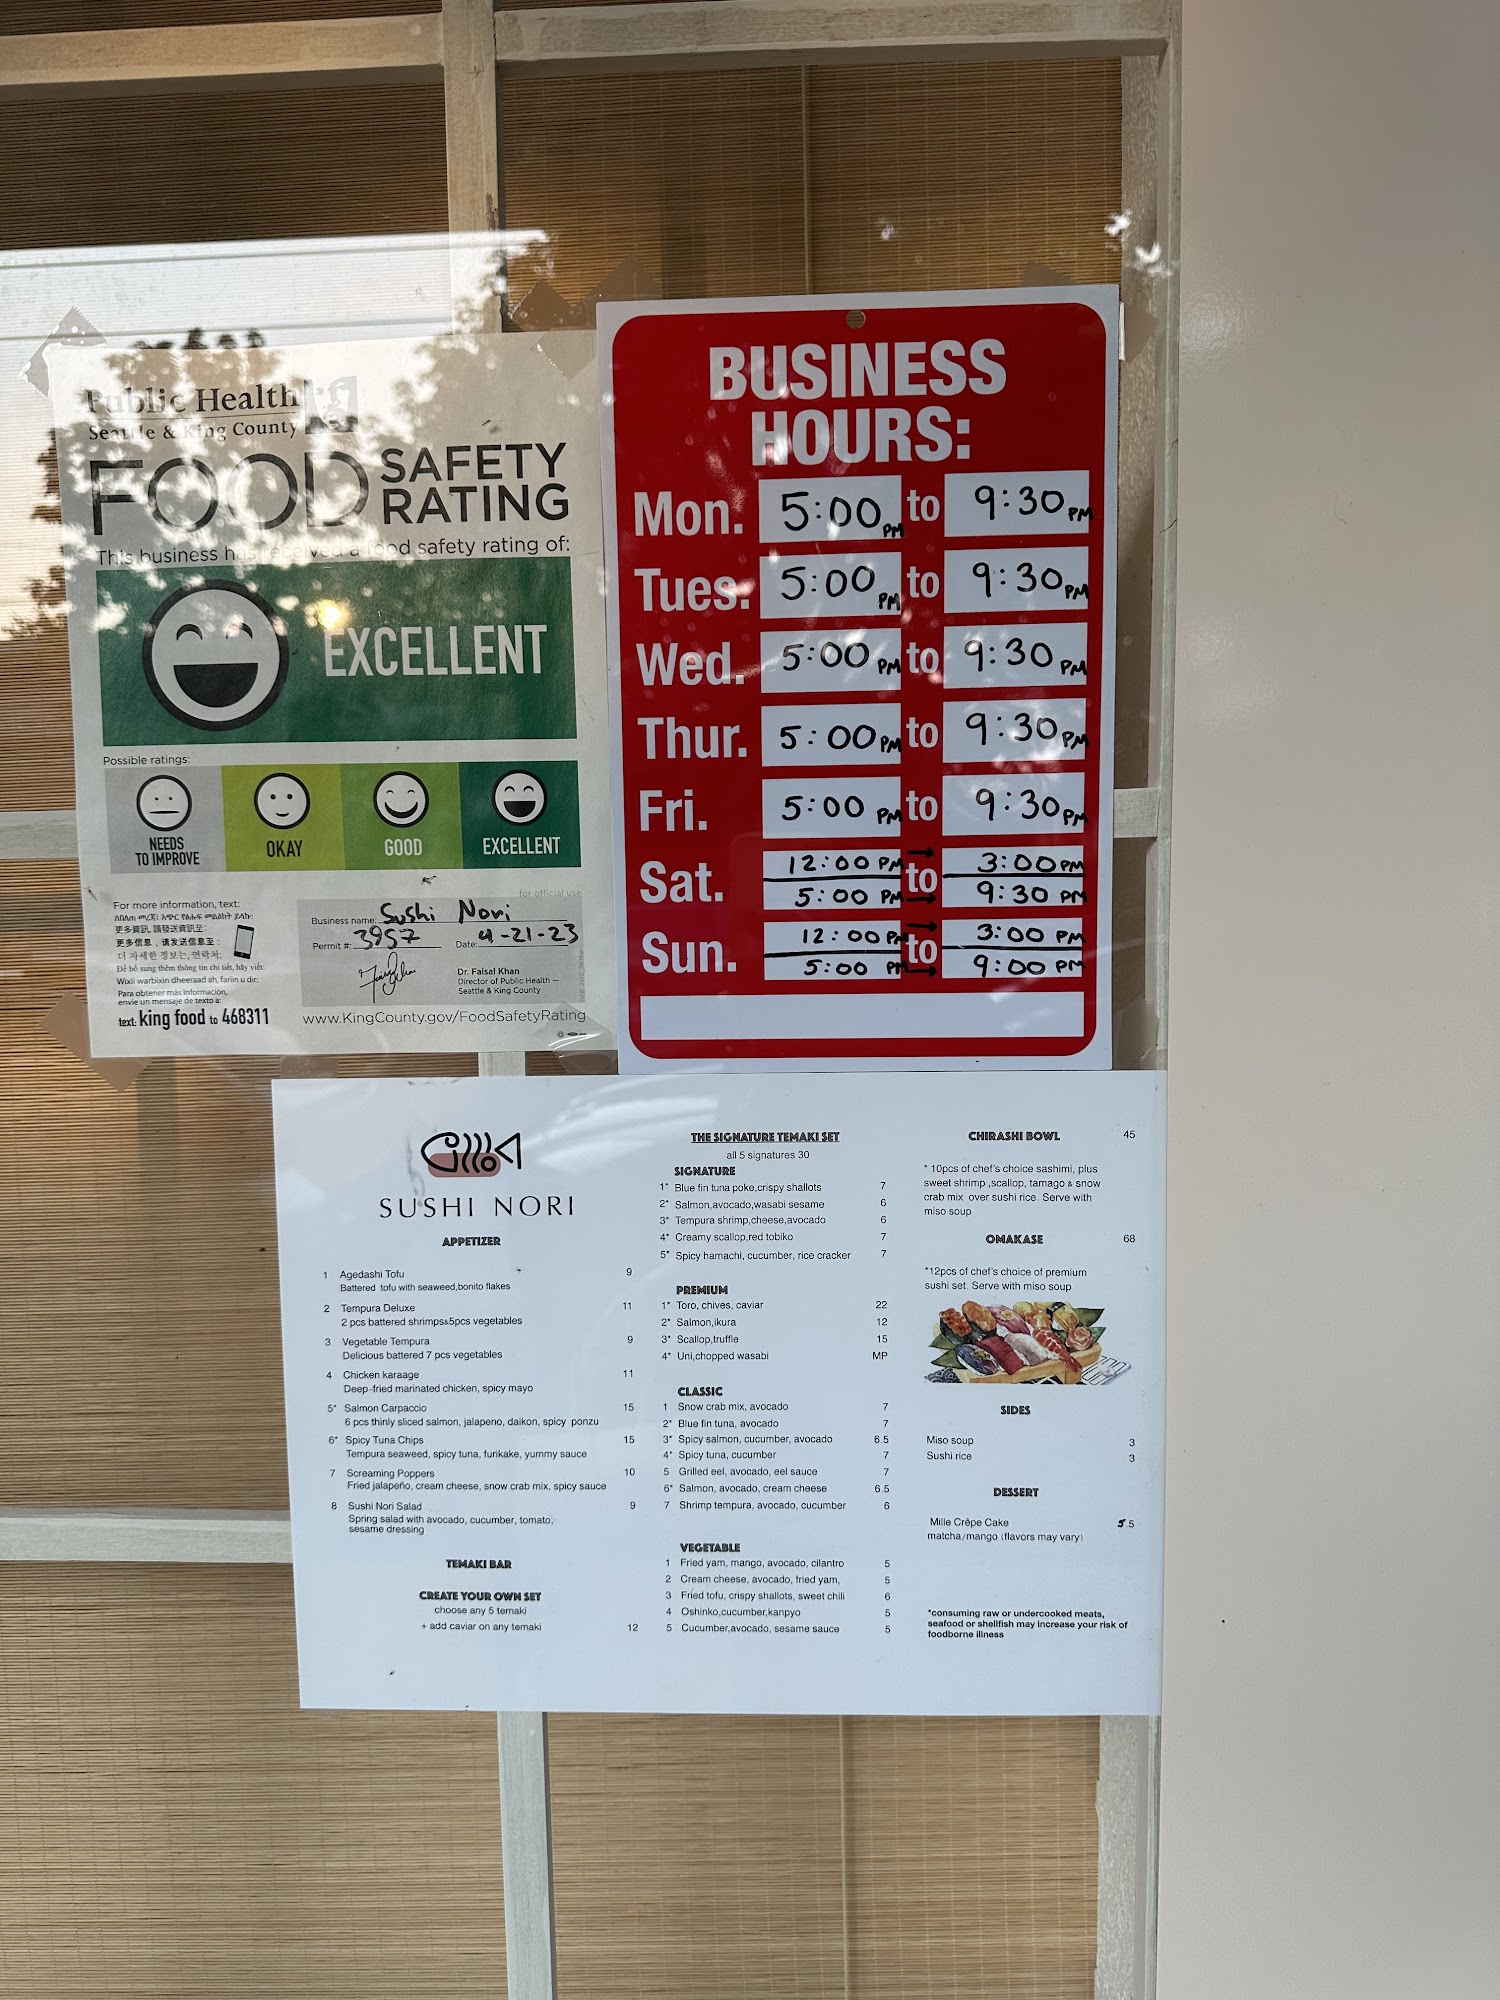 Public Health
Seattle & King County
FOOD SAFETY RATING
This business has received a food safety rating of:
EXCELLENT
Possible ratings:
NEEDS TO IMPROVE
OKAY
GOOD
EXCELLENT
for official use
For more information, text:
更多資訊, 請發送資訊至:
更多信息，请发送信息至:
더 자세한 정보는, 연락처:
Để bổ sung thêm thông tin chi tiết, hãy viết:
Wixii warbixin dheeraad ah, fariin u dir:
Para obtener más información,
envíe un mensaje de texto a:
text: king food to 468311
Business name: Sushi Nori
Permit #: 3957 Date: 4-21-23
Dr. Faisal Khan
Director of Public Health —
Seattle & King County
www.KingCounty.gov/FoodSafetyRating
BUSINESS
HOURS:
Mon. 5:00 PM to 9:30 PM
Tues. 5:00 PM to 9:30 PM
Wed. 5:00 PM to 9:30 PM
Thur. 5:00 PM to 9:30 PM
Fri. 5:00 PM to 9:30 PM
Sat. 12:00 PM → to 3:00 PM
5:00 PM → 9:30 PM
Sun. 12:00 PM → to 3:00 PM
5:00 PM → 9:00 PM
SUSHI NORI
APPETIZER
1 Agedashi Tofu 9
Battered tofu with seaweed,bonito flakes
2 Tempura Deluxe 11
2 pcs battered shrimps&5pcs vegetables
3 Vegetable Tempura 9
Delicious battered 7 pcs vegetables
4 Chicken karaage 11
Deep-fried marinated chicken, spicy mayo
5* Salmon Carpaccio 15
6 pcs thinly sliced salmon, jalapeno, daikon, spicy ponzu
6* Spicy Tuna Chips 15
Tempura seaweed, spicy tuna, furikake, yummy sauce
7 Screaming Poppers 10
Fried jalapeño, cream cheese, snow crab mix, spicy sauce
8 Sushi Nori Salad 9
Spring salad with avocado, cucumber, tomato,
sesame dressing
TEMAKI BAR
CREATE YOUR OWN SET
choose any 5 temaki
+ add caviar on any temaki 12
THE SIGNATURE TEMAKI SET
all 5 signatures 30
SIGNATURE
1* Blue fin tuna poke,crispy shallots 7
2* Salmon,avocado,wasabi sesame 6
3* Tempura shrimp,cheese,avocado 6
4* Creamy scallop,red tobiko 7
5* Spicy hamachi, cucumber, rice cracker 7
PREMIUM
1* Toro, chives, caviar 22
2* Salmon,ikura 12
3* Scallop,truffle 15
4* Uni,chopped wasabi MP
CLASSIC
1 Snow crab mix, avocado 7
2* Blue fin tuna, avocado 7
3* Spicy salmon, cucumber, avocado 6.5
4* Spicy tuna, cucumber 7
5 Grilled eel, avocado, eel sauce 7
6* Salmon, avocado, cream cheese 6.5
7 Shrimp tempura, avocado, cucumber 6
VEGETABLE
1 Fried yam, mango, avocado, cilantro 5
2 Cream cheese, avocado, fried yam, 5
3 Fried tofu, crispy shallots, sweet chili 6
4 Oshinko,cucumber,kanpyo 5
5 Cucumber,avocado, sesame sauce 5
CHIRASHI BOWL 45
* 10pcs of chef's choice sashimi, plus
sweet shrimp ,scallop, tamago & snow
crab mix over sushi rice. Serve with
miso soup
OMAKASE 68
*12pcs of chef's choice of premium
sushi set. Serve with miso soup
SIDES
Miso soup 3
Sushi rice 3
DESSERT
Mille Crêpe Cake
matcha/mango (flavors may vary)
*consuming raw or undercooked meats,
seafood or shellfish may increase your risk of
foodborne illness